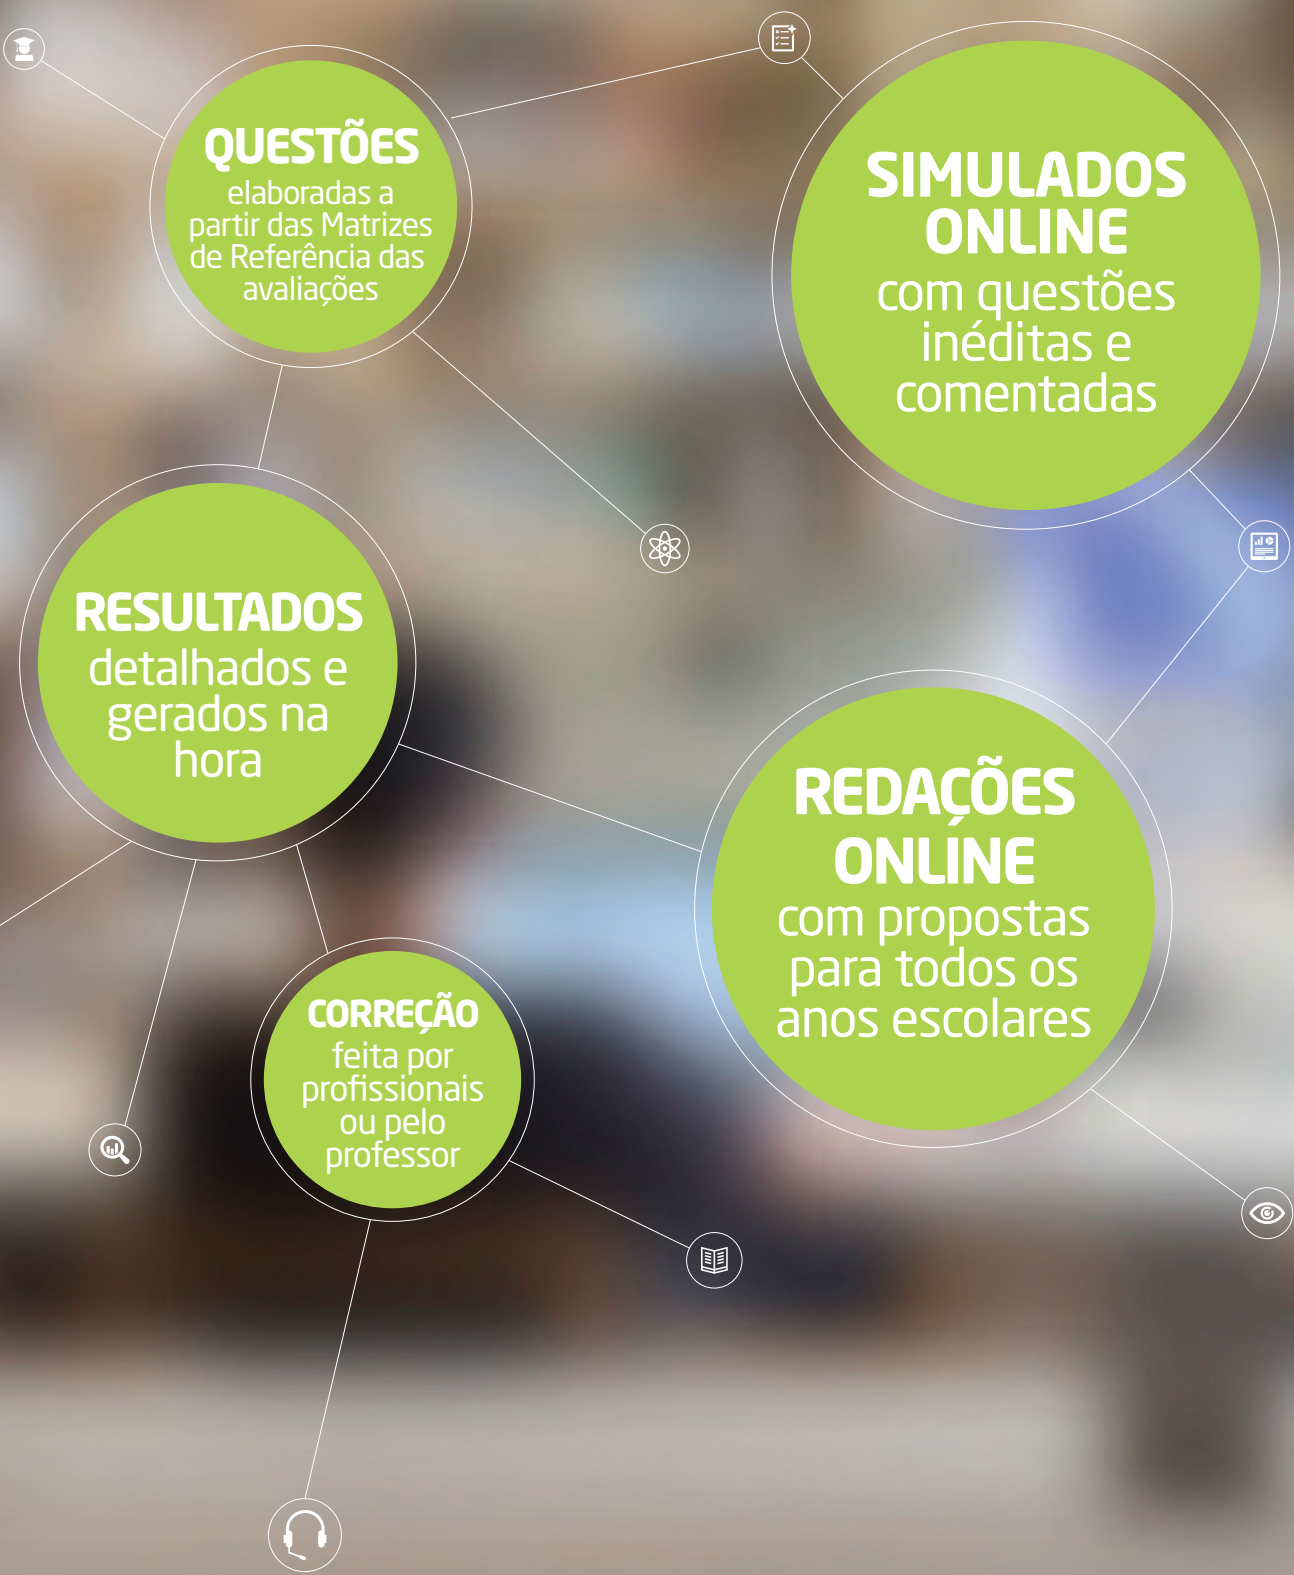 QUESTÕES
elaboradas a
partir das Matrizes
de Referência das
avaliações
SIMULADOS
ONLINE
com questões
inéditas e
comentadas
RESULTADOS
detalhados e
gerados na
hora
REDAÇÕES
ONLINE
com propostas
para todos os
anos escolares
CORREÇÃO
feita por
profissionais
ou pelo
professor